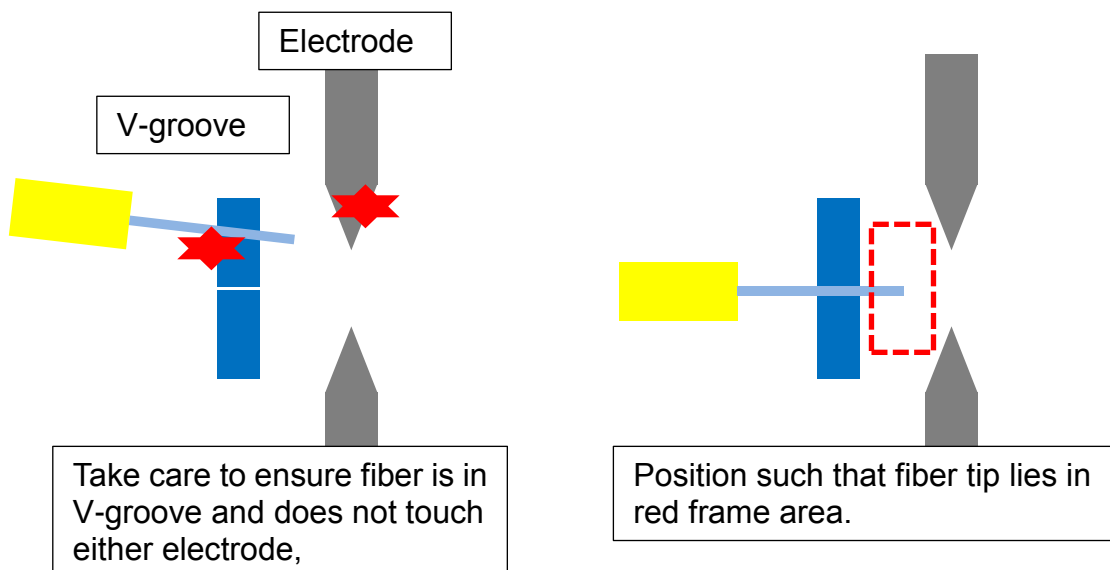 Electrode
V-groove
Take care to ensure fiber is in
V-groove and does not touch
either electrode,
Position such that fiber tip lies in
red frame area.